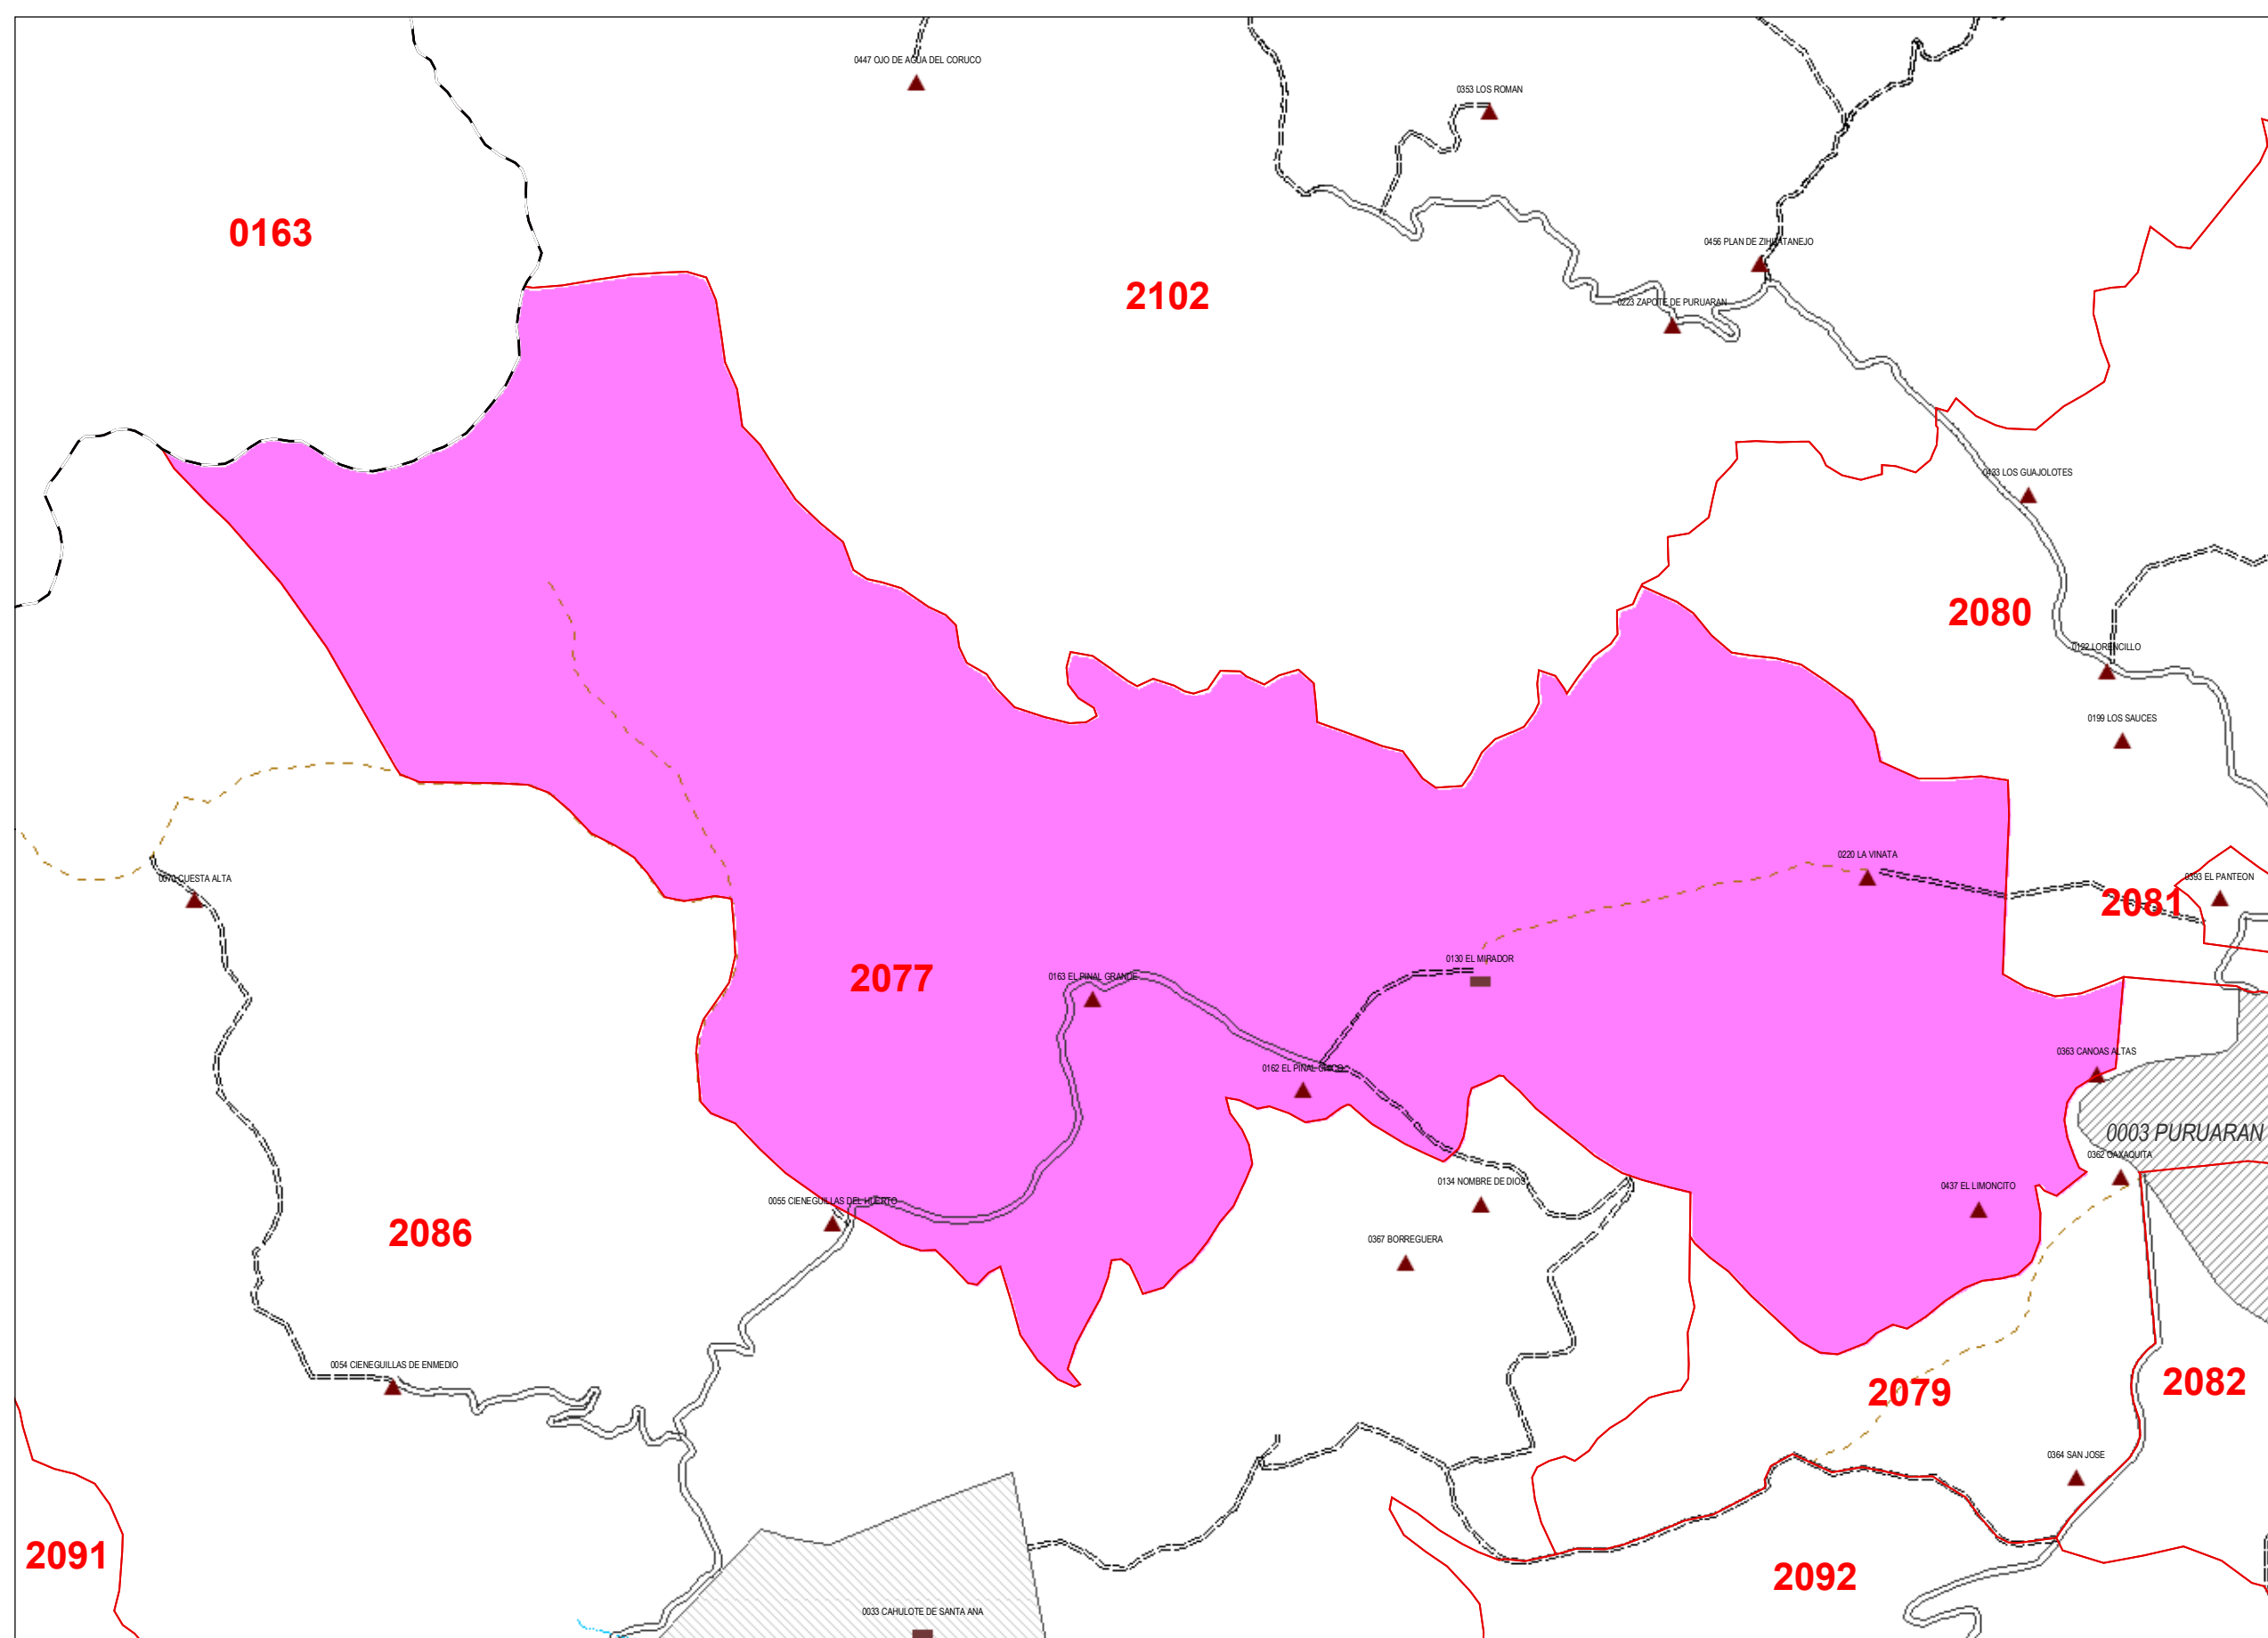 0447 OJO DE AGUA DEL CORUCO
0353 LOS ROMAN
0163
0456 PLAN DE ZIHUATANEJO
2102
0223 ZAPOTE DE PURUARAN
0433 LOS GUAJOLOTES
2080
0122 LORENCILLO
0199 LOS SAUCES
0220 LA VINATA
0070 CUESTA ALTA
0393 EL PANTEON
2081
0130 EL MIRADOR
2077
0163 EL PINAL GRANDE
0363 CANOAS ALTAS
0162 EL PINAL CHICO
0003 PURUARAN
0362 OAXAQUITA
0134 NOMBRE DE DIOS
0437 EL LIMONCITO
0055 CIENEGUILLAS DEL HUERTO
2086
0367 BORREGUERA
0054 CIENEGUILLAS DE ENMEDIO
2079
2082
0364 SAN JOSE
2091
2092
0033 CAHULOTE DE SANTA ANA